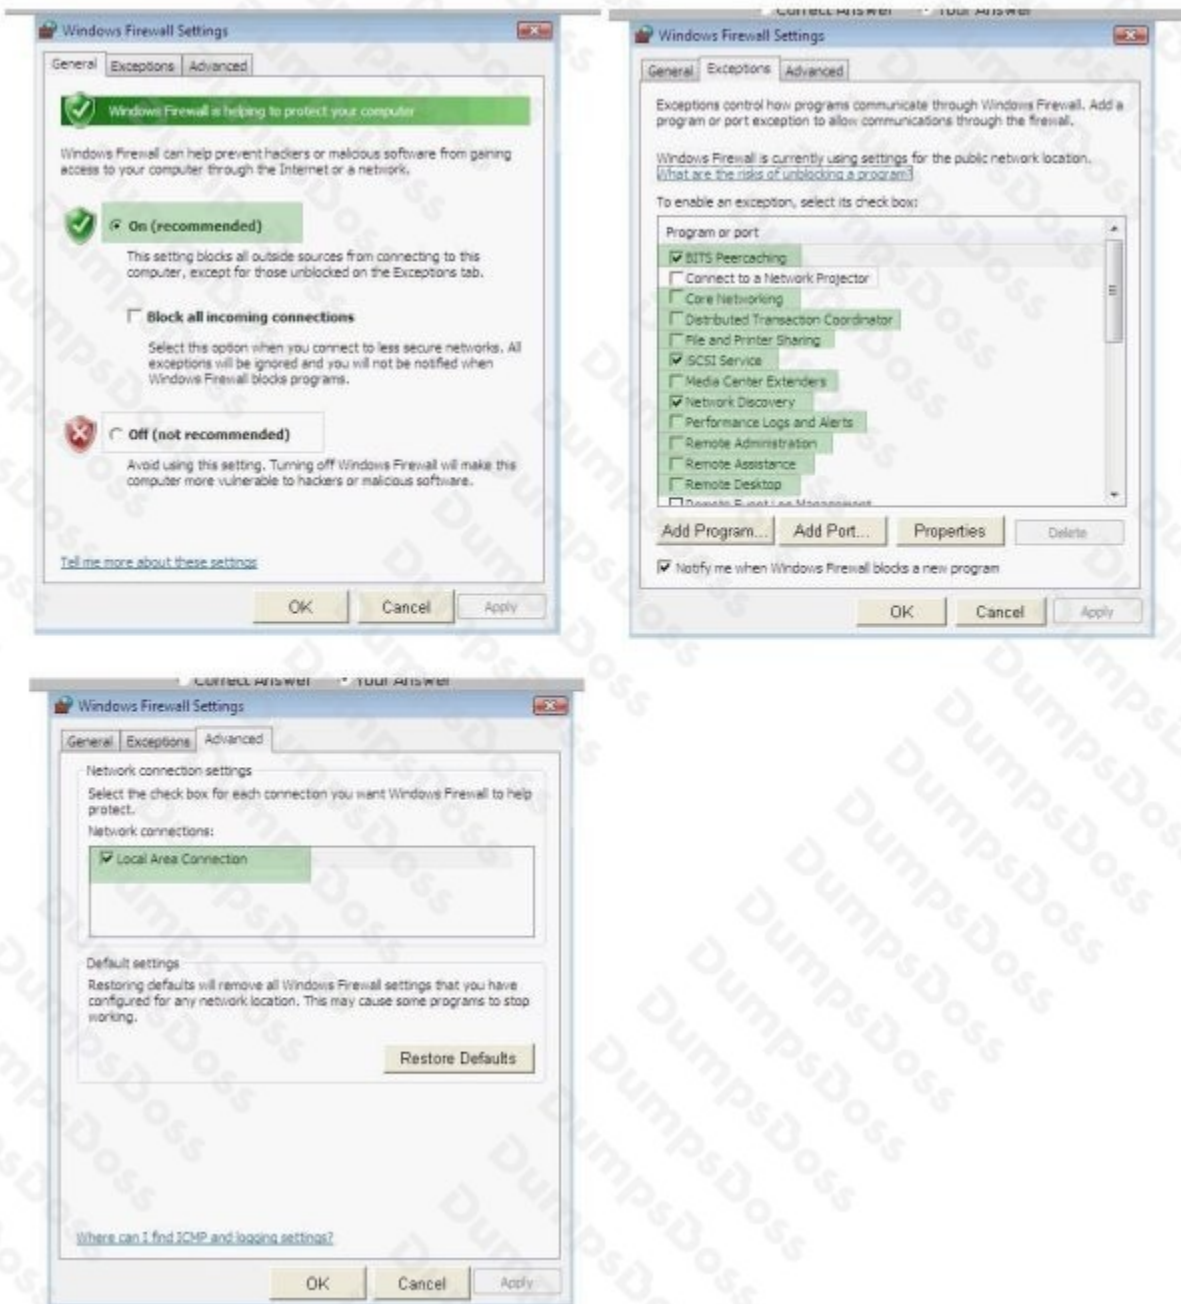 Windows Firewall Settings
General Exceptions Advanced
Windows Firewall is helping to protect your computer
Windows Firewall can help prevent hackers or malicious software from gaining
access to your computer through the Internet or a network.
On (recommended)
This setting blocks all outside sources from connecting to this
computer, except for those unblocked on the Exceptions tab.
Block all incoming connections
Select this option when you connect to less secure networks. All
exceptions will be ignored and you will not be notified when
Windows Firewall blocks programs.
Off (not recommended)
Avoid using this setting. Turning off Windows Firewall will make this
computer more vulnerable to hackers or malicious software.
Tell me more about these settings
OK Cancel Apply
Correct Answer Your Answer
Windows Firewall Settings
General Exceptions Advanced
Exceptions control how programs communicate through Windows Firewall. Add a
program or port exception to allow communications through the firewall.
Windows Firewall is currently using settings for the public network location.
What are the risks of unblocking a program?
To enable an exception, select its check box:
Program or port
BITS Peercaching
Connect to a Network Projector
Core Networking
Distributed Transaction Coordinator
File and Printer Sharing
iSCSI Service
Media Center Extenders
Network Discovery
Performance Logs and Alerts
Remote Administration
Remote Assistance
Remote Desktop
Remote Event Log Management
Add Program... Add Port... Properties Delete
Notify me when Windows Firewall blocks a new program
OK Cancel Apply
Correct Answer Your Answer
Windows Firewall Settings
General Exceptions Advanced
Network connection settings
Select the check box for each connection you want Windows Firewall to help
protect.
Network connections:
Local Area Connection
Default settings
Restoring defaults will remove all Windows Firewall settings that you have
configured for any network location. This may cause some programs to stop
working.
Restore Defaults
Where can I find ICMP and logging settings?
OK Cancel Apply
DumpsDoss